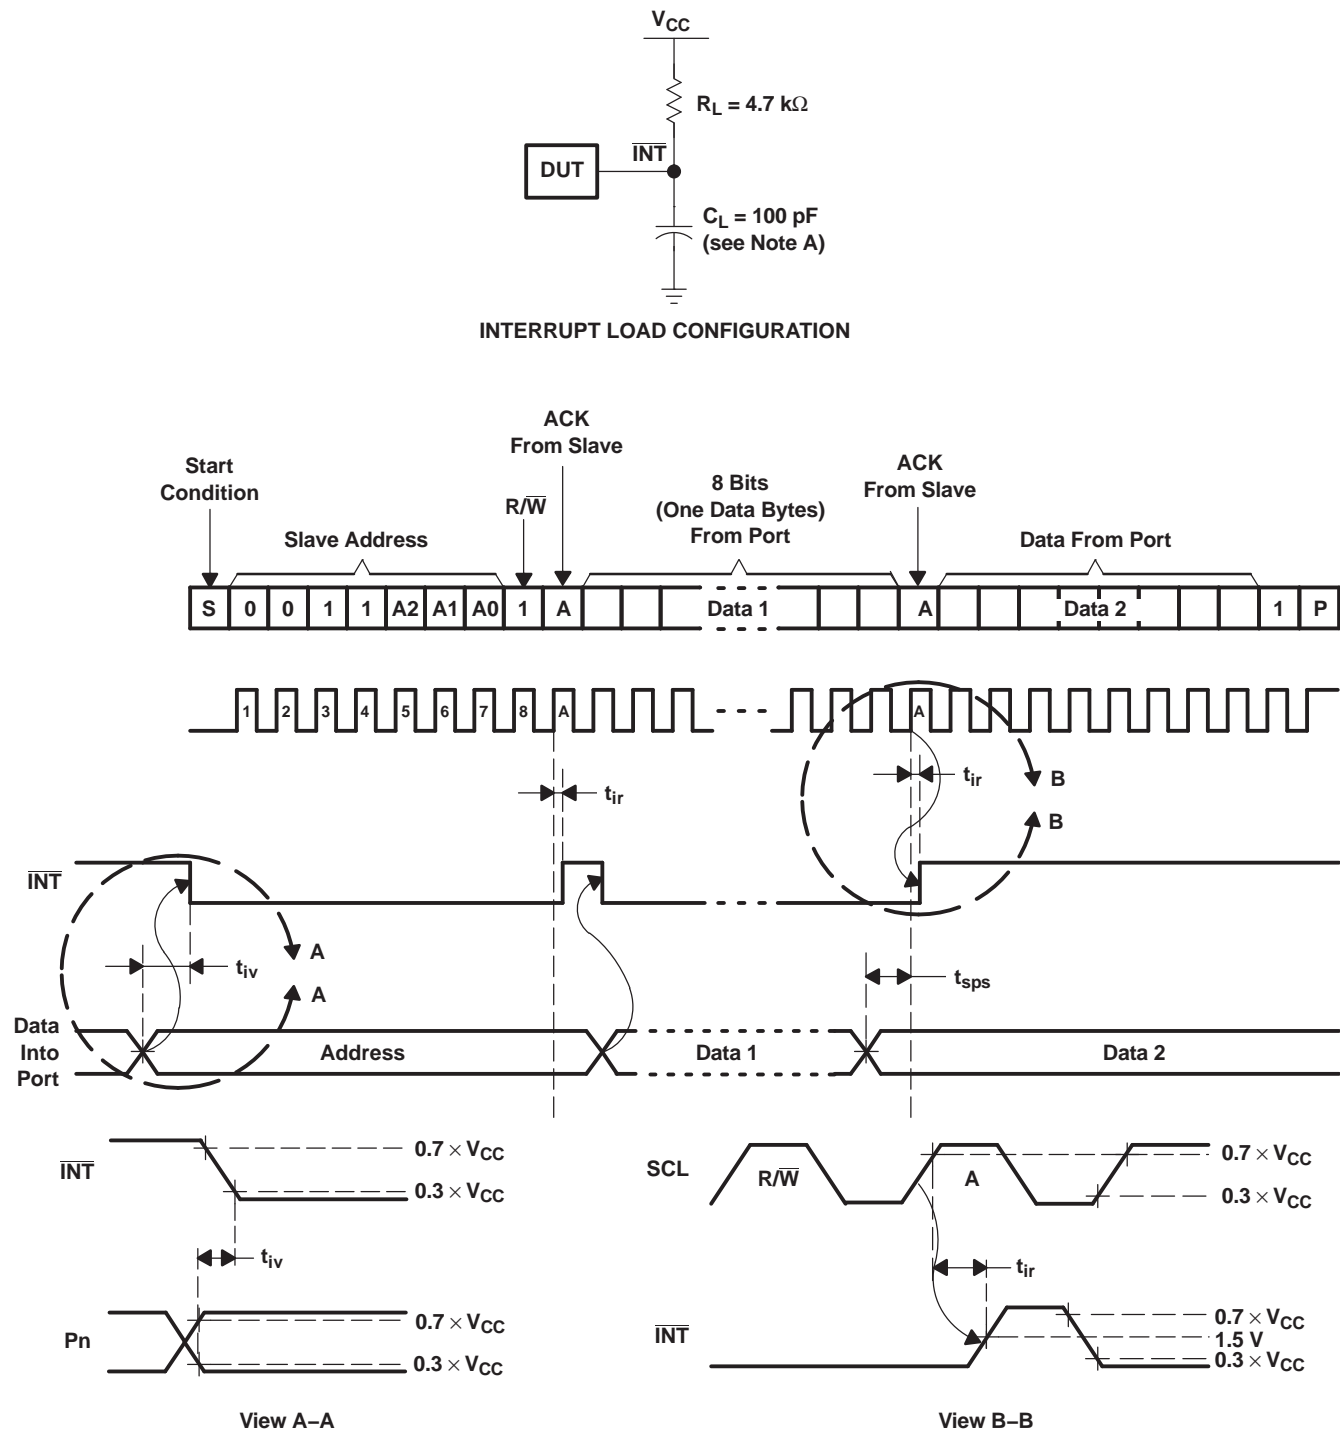 VCC
RL = 4.7 kΩ
INT
DUT
CL = 100 pF
(see Note A)
INTERRUPT LOAD CONFIGURATION
ACK
From Slave
Start
Condition
R/W
8 Bits
(One Data Bytes)
From Port
ACK
From Slave
Slave Address
Data From Port
S 0 0 1 1 A2 A1 A0 1 A Data 1 A Data 2 1 P
1 2 3 4 5 6 7 8 A A
tir
tir
B
B
INT
A
tiv
A
tsps
Data
Into
Port
Address
Data 1
Data 2
INT
0.7 × VCC
0.3 × VCC
tiv
Pn
0.7 × VCC
0.3 × VCC
View A–A
SCL
R/W
A
0.7 × VCC
0.3 × VCC
tir
INT
0.7 × VCC
1.5 V
0.3 × VCC
View B–B